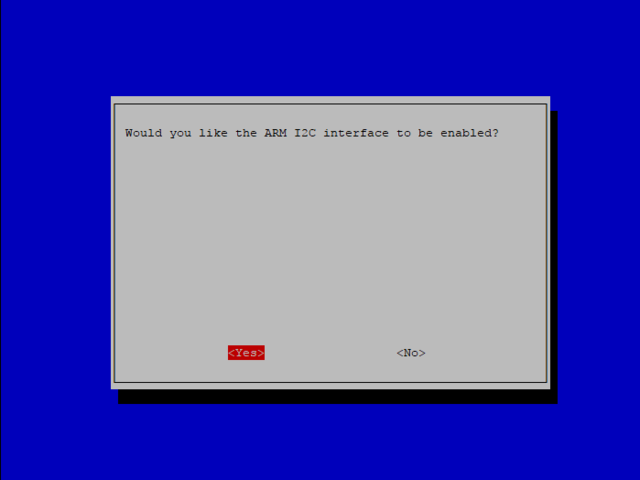 Would you like the ARM I2C interface to be enabled?
<Yes> <No>